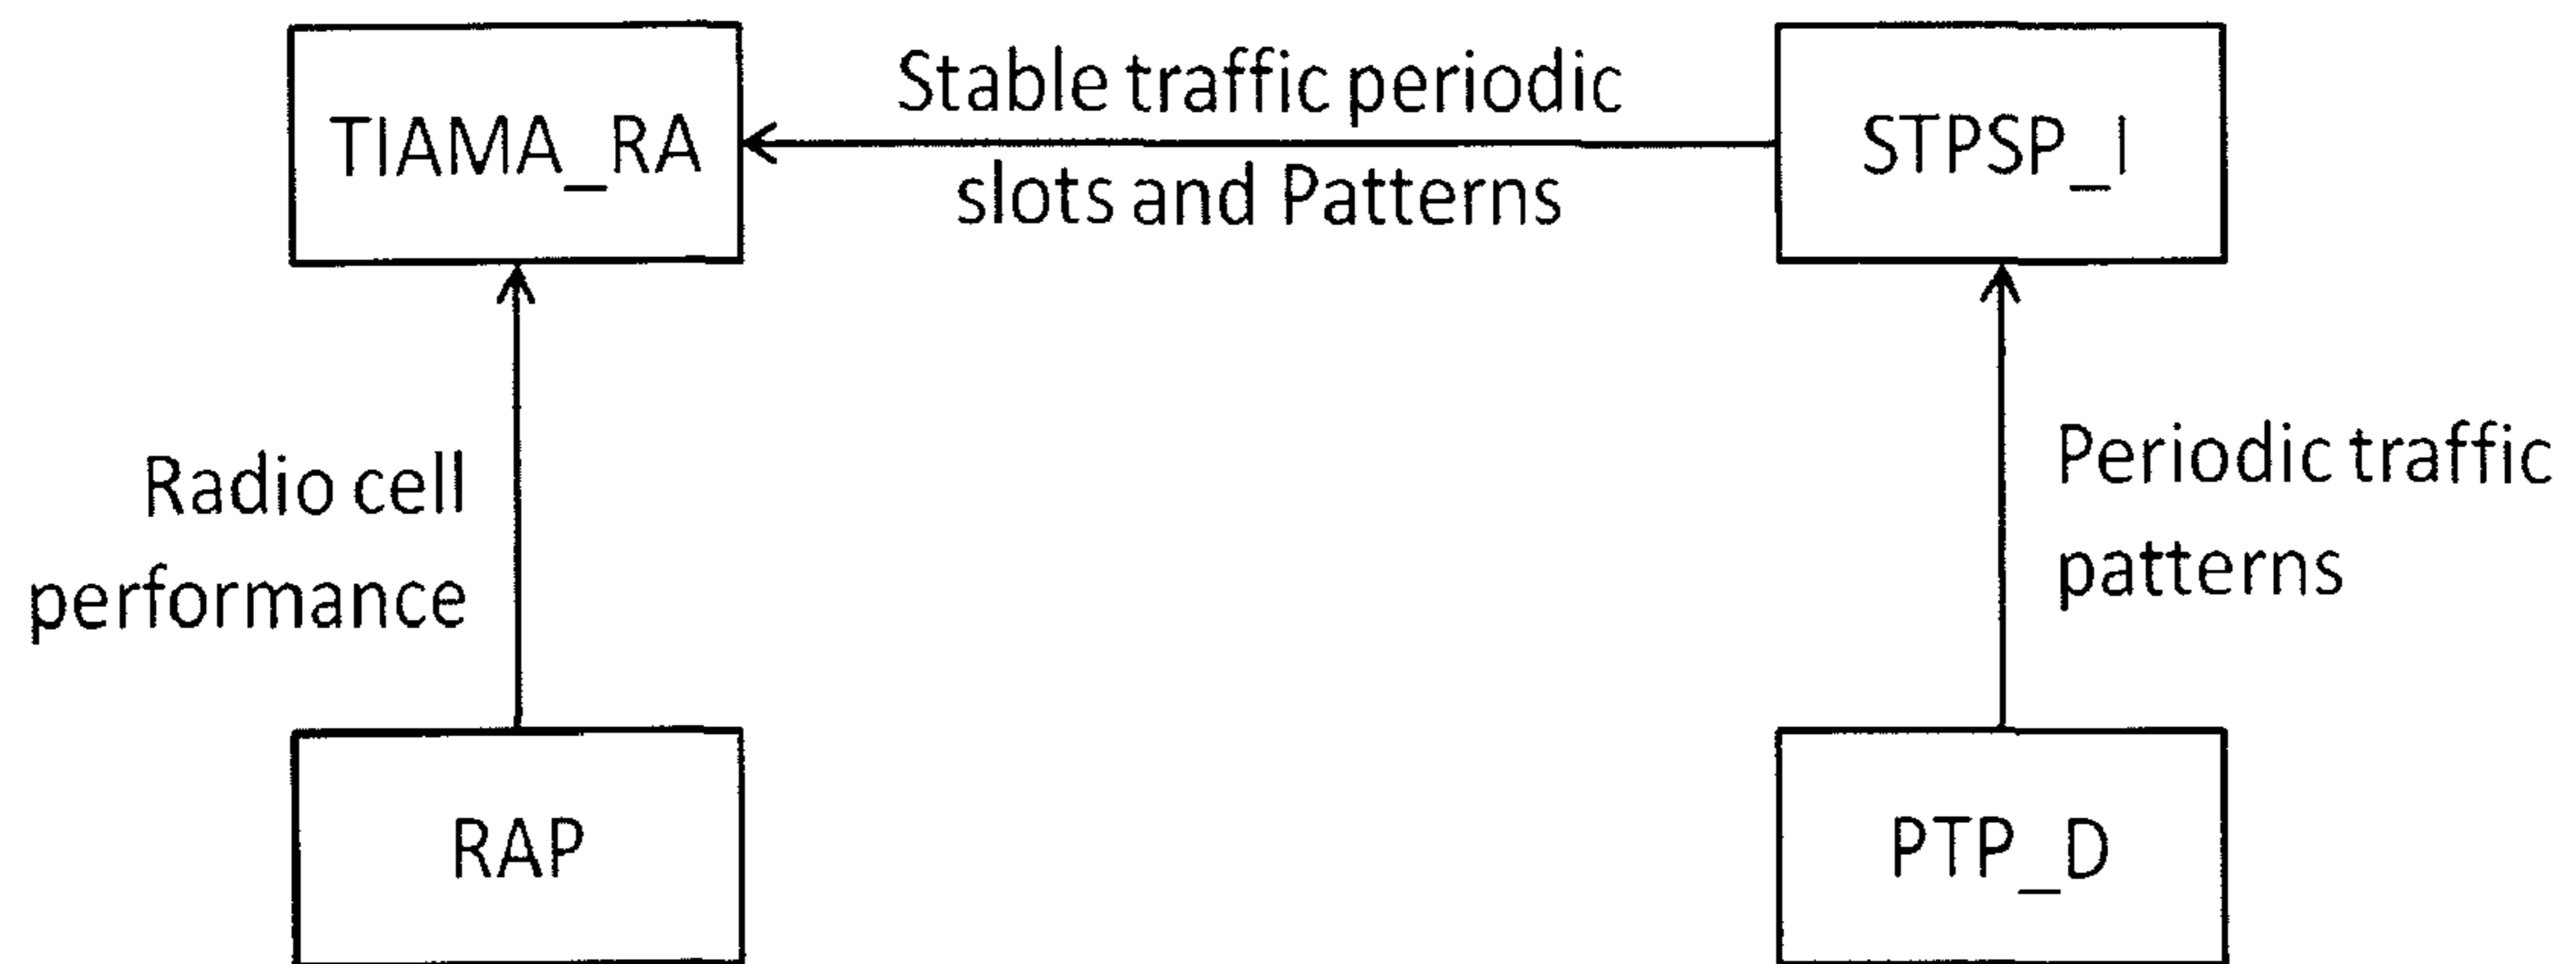 TIAMA_RA
Stable traffic periodic
slots and Patterns
STPSP_I
Radio cell
performance
Periodic traffic
patterns
RAP
PTP_D